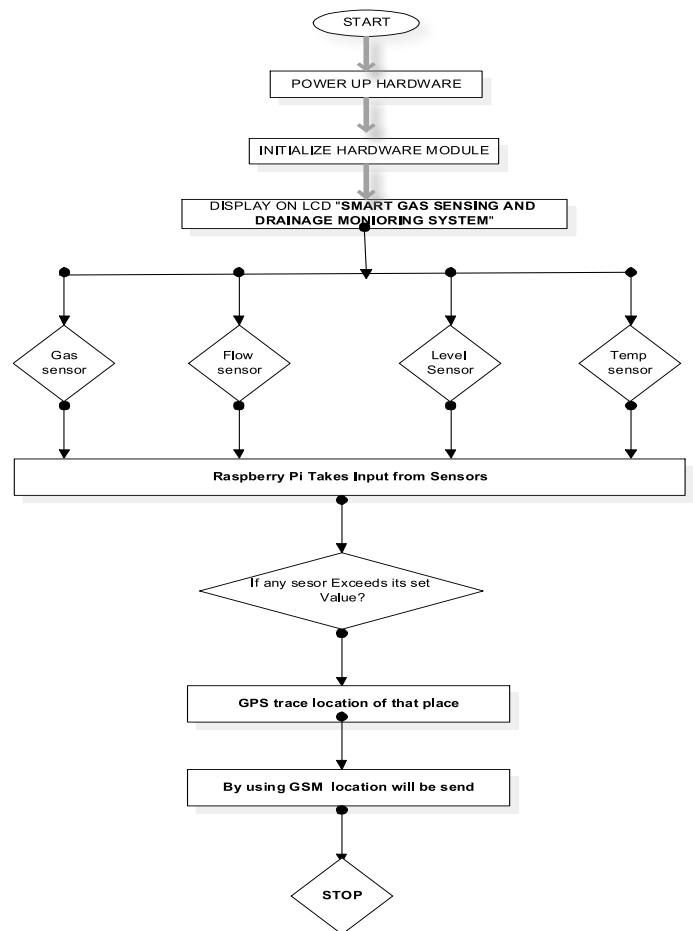 START
POWER UP HARDWARE
INITIALIZE HARDWARE MODULE
DISPLAY ON LCD "SMART GAS SENSING AND
DRAINAGE MONIORING SYSTEM"
Gas
sensor
Flow
sensor
Level
Sensor
Temp
sensor
Raspberry Pi Takes Input from Sensors
If any sesor Exceeds its set
Value?
GPS trace location of that place
By using GSM location will be send
STOP